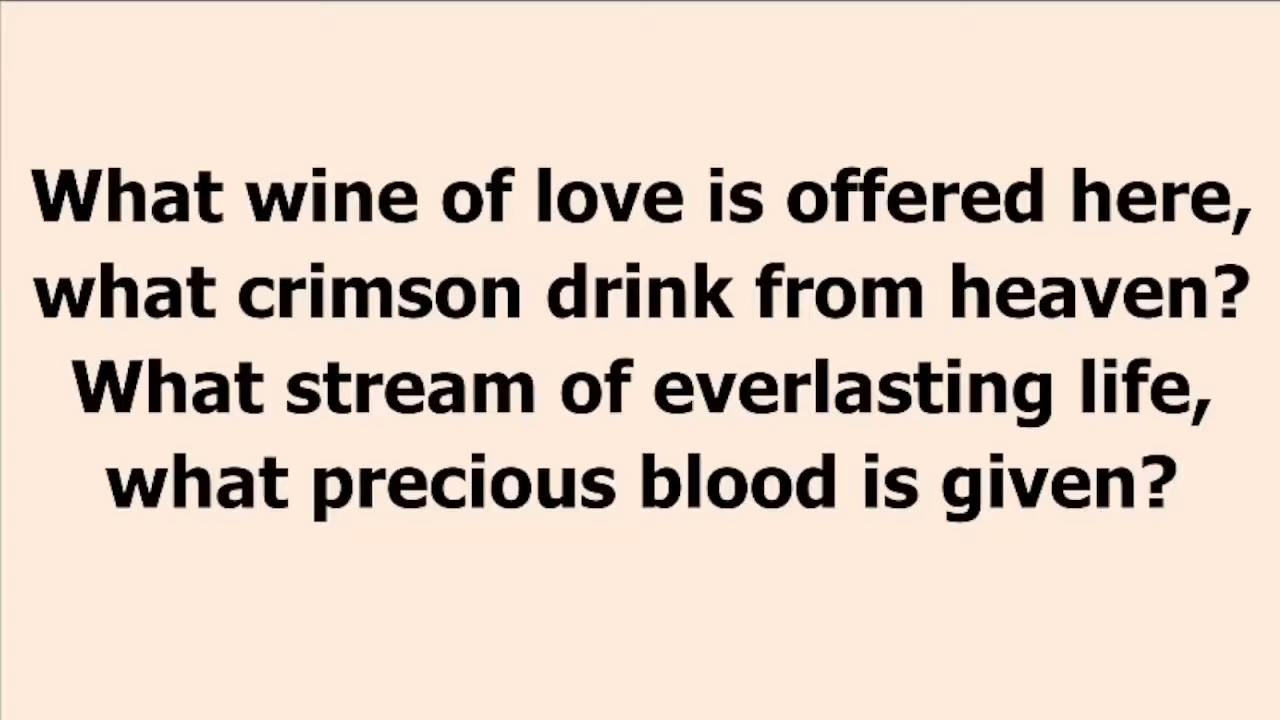 What wine of love is offered here,
what crimson drink from heaven?
What stream of everlasting life,
what precious blood is given?